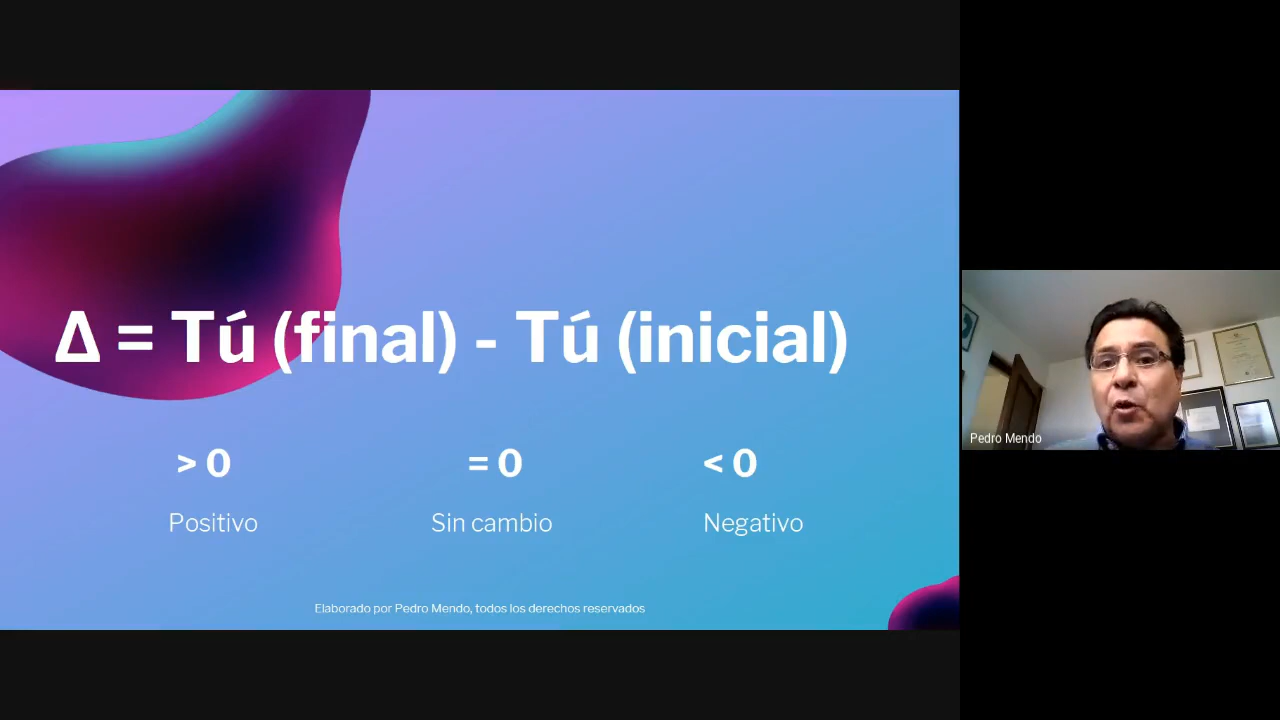 Δ = Tú (final) - Tú (inicial)
> 0 = 0 < 0
Positivo Sin cambio Negativo
Elaborado por Pedro Mendo, todos los derechos reservados
Pedro Mendo